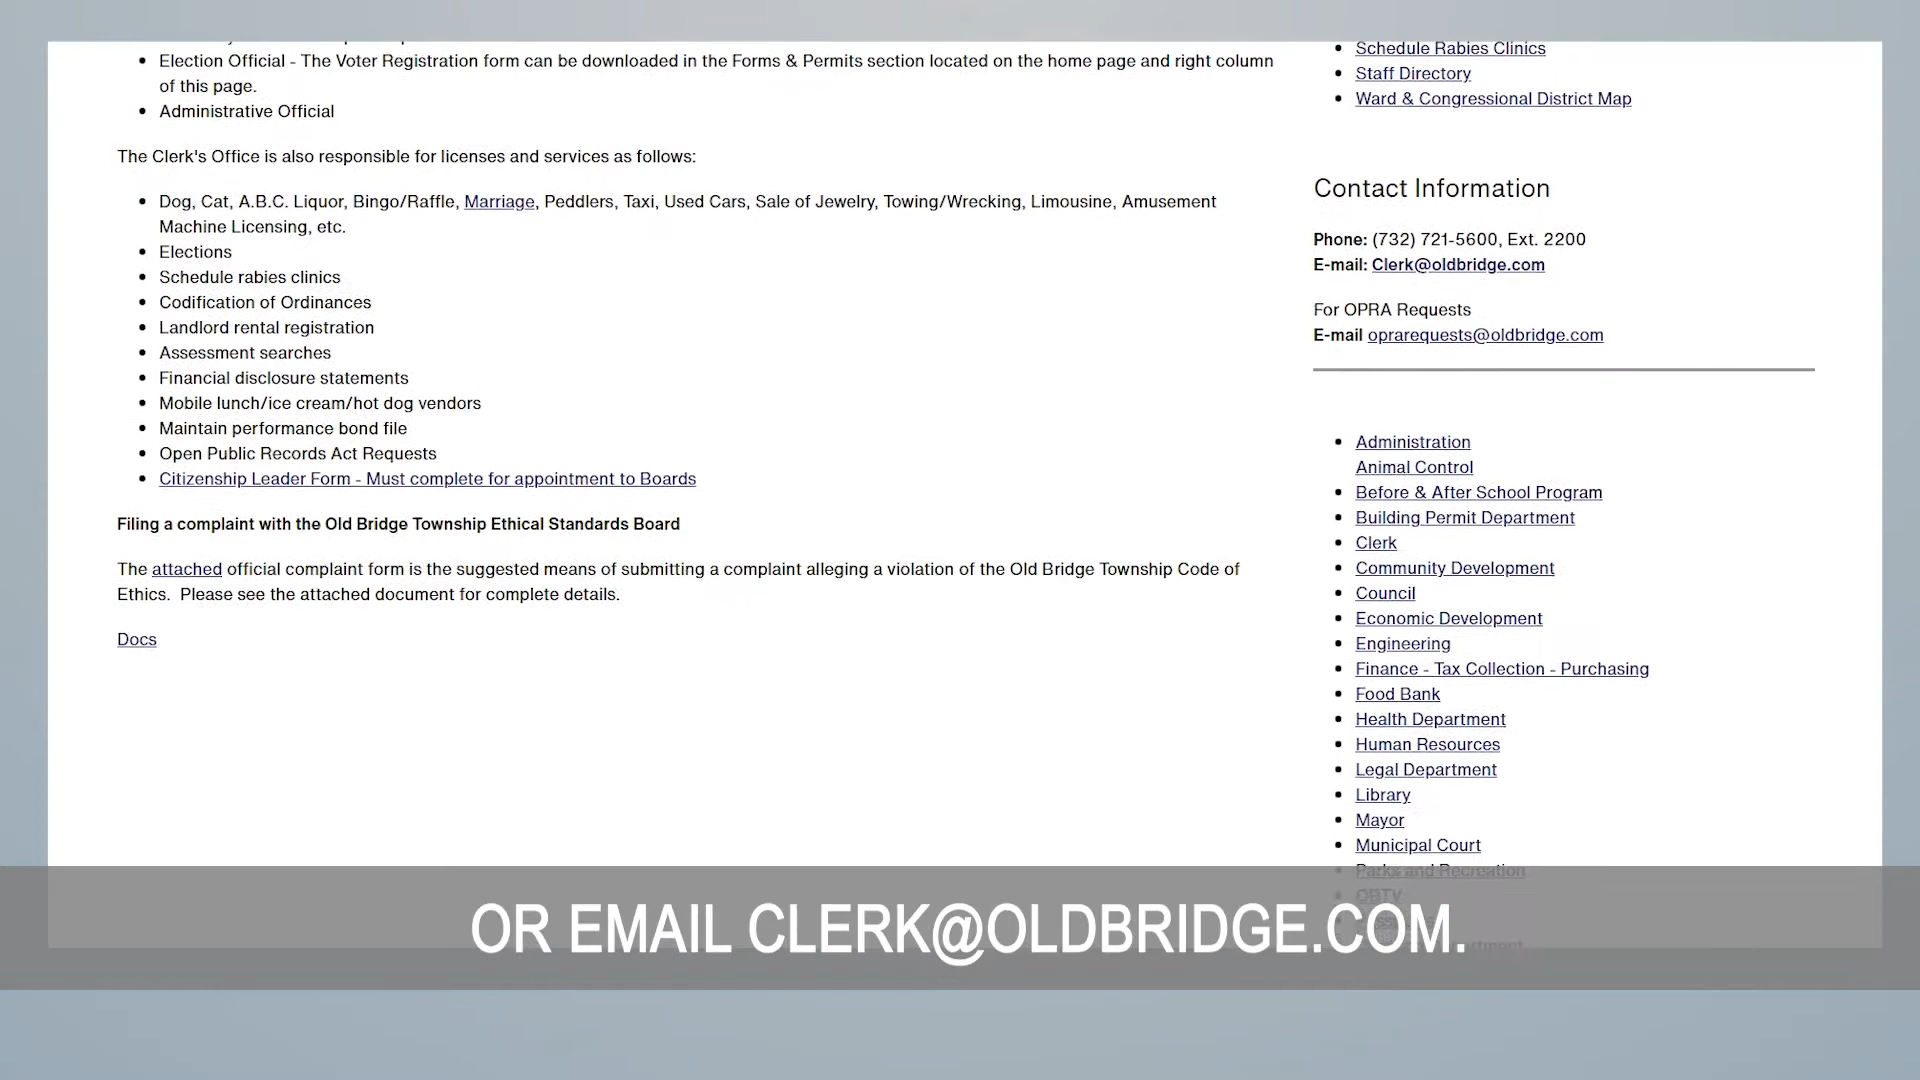 Election Official - The Voter Registration form can be downloaded in the Forms & Permits section located on the home page and right column
of this page.
Administrative Official
The Clerk's Office is also responsible for licenses and services as follows:
Dog, Cat, A.B.C. Liquor, Bingo/Raffle, Marriage, Peddlers, Taxi, Used Cars, Sale of Jewelry, Towing/Wrecking, Limousine, Amusement
Machine Licensing, etc.
Elections
Schedule rabies clinics
Codification of Ordinances
Landlord rental registration
Assessment searches
Financial disclosure statements
Mobile lunch/ice cream/hot dog vendors
Maintain performance bond file
Open Public Records Act Requests
Citizenship Leader Form - Must complete for appointment to Boards
Filing a complaint with the Old Bridge Township Ethical Standards Board
The attached official complaint form is the suggested means of submitting a complaint alleging a violation of the Old Bridge Township Code of
Ethics.  Please see the attached document for complete details.
Docs
Schedule Rabies Clinics
Staff Directory
Ward & Congressional District Map
Contact Information
Phone: (732) 721-5600, Ext. 2200
E-mail: Clerk@oldbridge.com
For OPRA Requests
E-mail oprarequests@oldbridge.com
Administration
Animal Control
Before & After School Program
Building Permit Department
Clerk
Community Development
Council
Economic Development
Engineering
Finance - Tax Collection - Purchasing
Food Bank
Health Department
Human Resources
Legal Department
Library
Mayor
Municipal Court
Parks and Recreation
OBTV
OR EMAIL CLERK@OLDBRIDGE.COM.